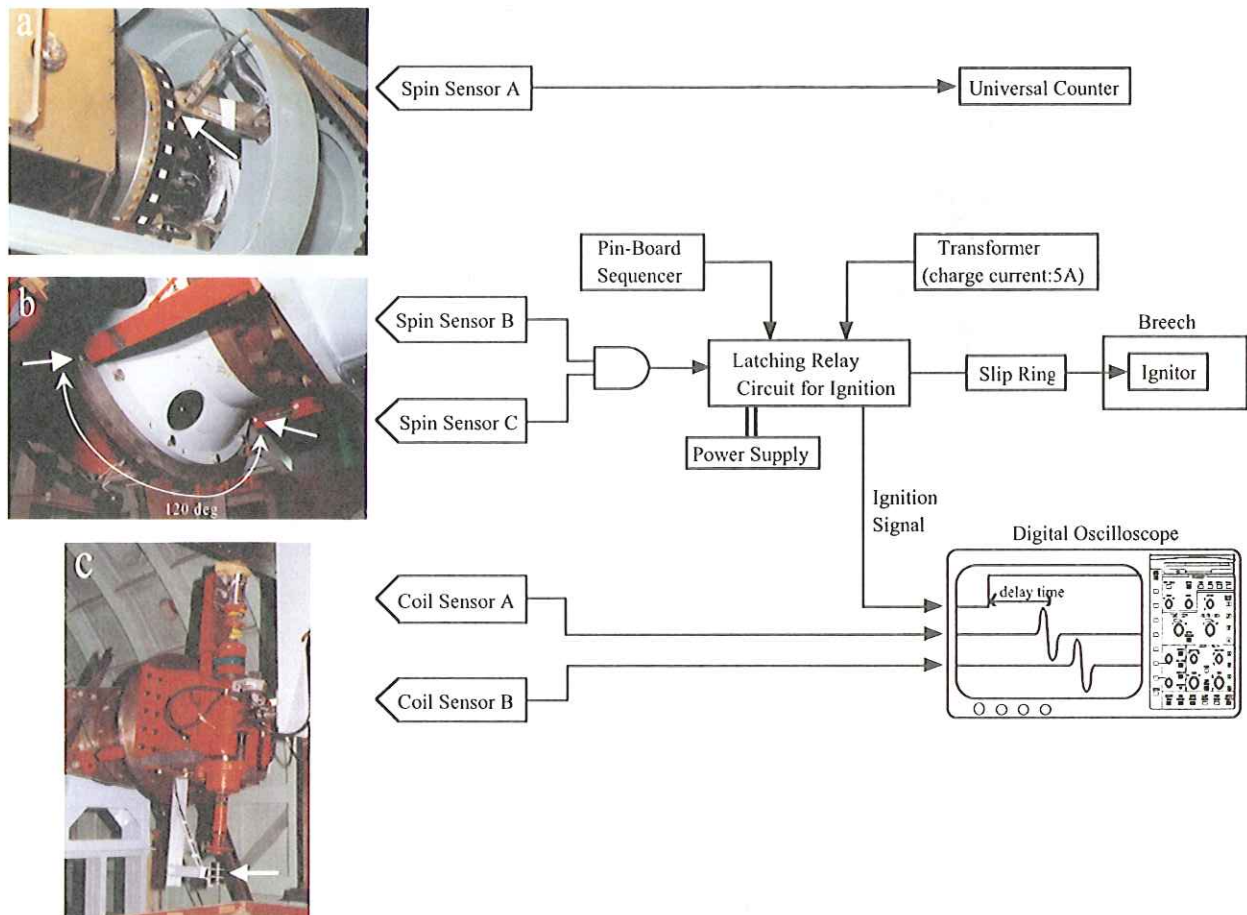 a
Spin Sensor A
Universal Counter
Pin-Board
Sequencer
Transformer
(charge current:5A)
b
Spin Sensor B
Breech
Latching Relay
Circuit for Ignition
Slip Ring
Ignitor
Spin Sensor C
Power Supply
120 deg
Ignition
Signal
Digital Oscilloscope
c
Coil Sensor A
delay time
Coil Sensor B